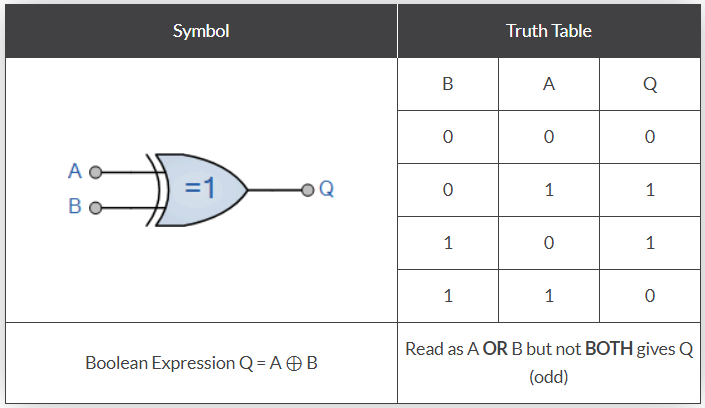 Symbol
Truth Table
B A Q
0 0 0
A
B
=1
Q
0 1 1
1 0 1
1 1 0
Boolean Expression Q = A ⊕ B
Read as A OR B but not BOTH gives Q
(odd)